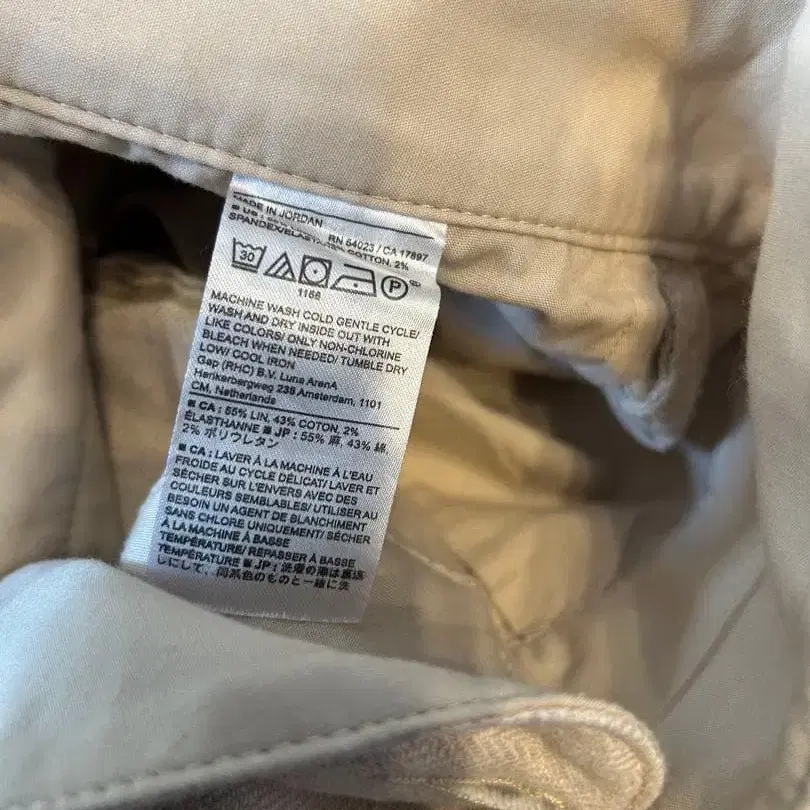 MADE IN JORDAN
RN 54023 / CA 17897
■ US:
SPANDEX/ELASTANE COTTON, 2%
30 P
1156
MACHINE WASH COLD GENTLE CYCLE/
WASH AND DRY INSIDE OUT WITH
LIKE COLORS/ ONLY NON-CHLORINE
BLEACH WHEN NEEDED/ TUMBLE DRY
LOW/ COOL IRON
Gap (RHC) B.V. Luna ArenA
Herikerbergweg 238 Amsterdam, 1101
CM, Netherlands
■ CA: 55% LIN, 43% COTON, 2%
ÉLASTHANNE ■ JP: 55% 麻, 43% 綿,
2% ポリウレタン
■ CA: LAVER À LA MACHINE À L'EAU
FROIDE AU CYCLE DÉLICAT/ LAVER ET
SÉCHER SUR L'ENVERS AVEC DES
COULEURS SEMBLABLES/ UTILISER AU
BESOIN UN AGENT DE BLANCHIMENT
SANS CHLORE UNIQUEMENT/ SÉCHER
À LA MACHINE À BASSE
TEMPÉRATURE/ REPASSER À BASSE
TEMPÉRATURE ■ JP: 洗濯の際は裏返
しにして、同系色のものと一緒に洗